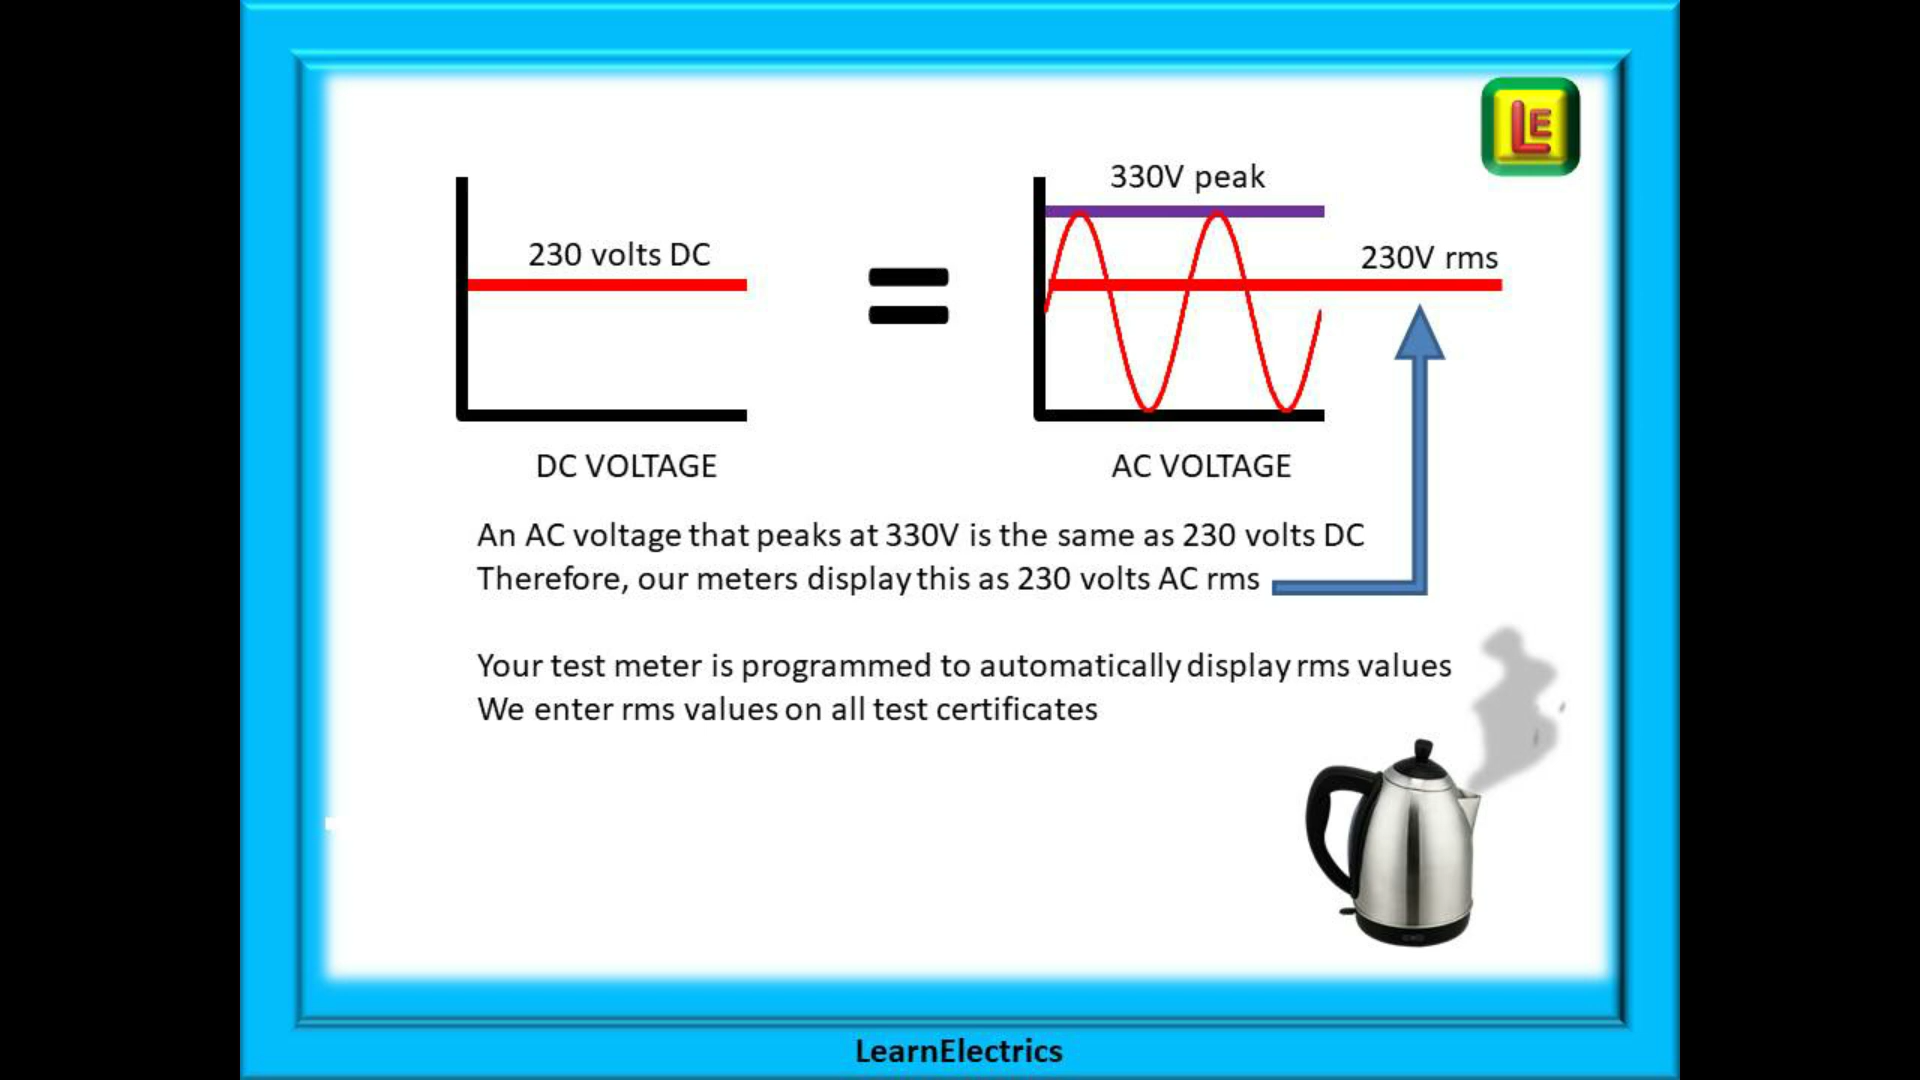 LE
330V peak
230 volts DC
230V rms
DC VOLTAGE
AC VOLTAGE
An AC voltage that peaks at 330V is the same as 230 volts DC
Therefore, our meters display this as 230 volts AC rms
Your test meter is programmed to automatically display rms values
We enter rms values on all test certificates
LearnElectrics